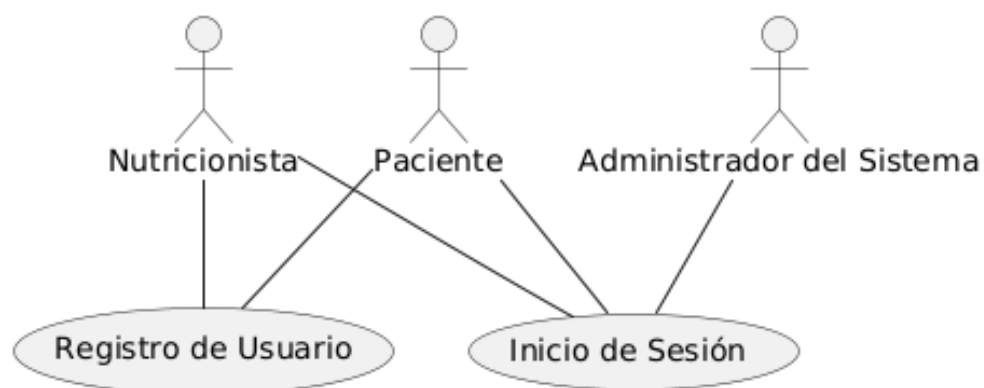 Nutricionista
Paciente
Administrador del Sistema
Registro de Usuario
Inicio de Sesión